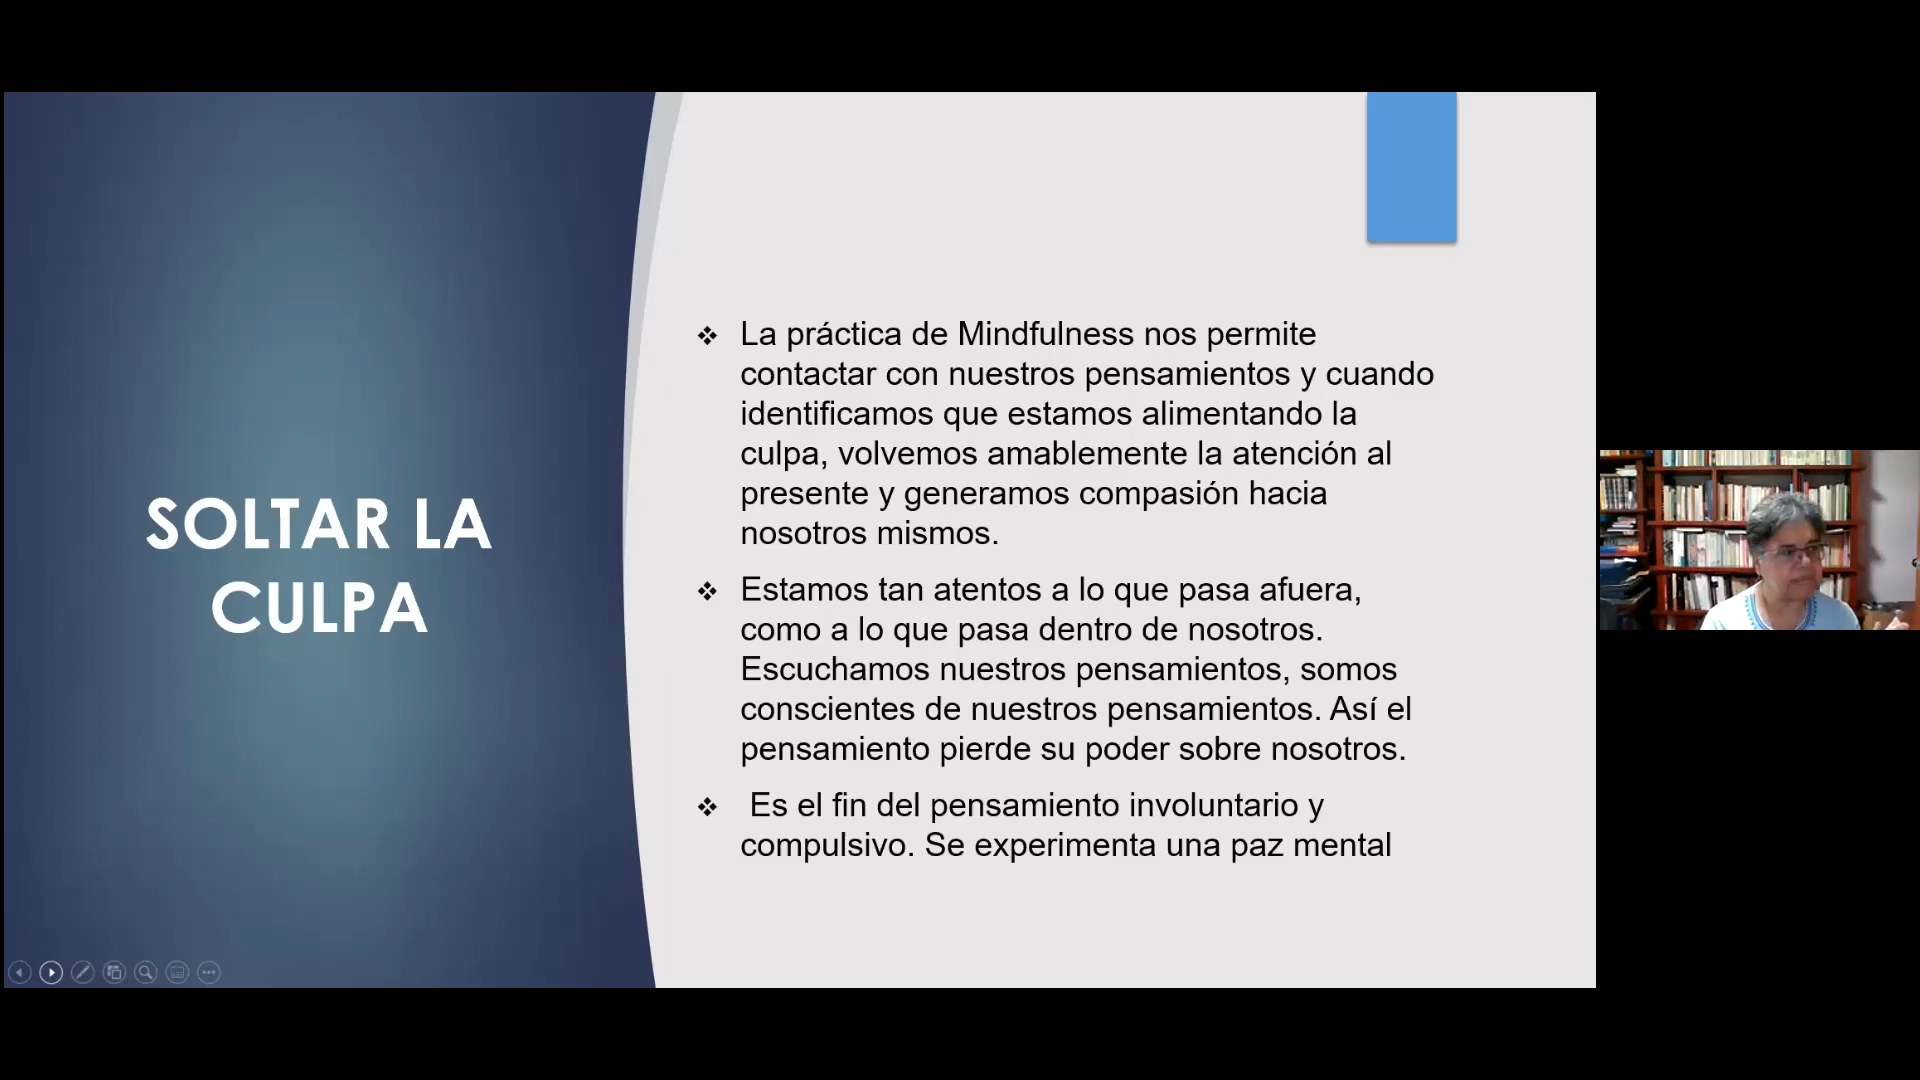 SOLTAR LA
CULPA
La práctica de Mindfulness nos permite
contactar con nuestros pensamientos y cuando
identificamos que estamos alimentando la
culpa, volvemos amablemente la atención al
presente y generamos compasión hacia
nosotros mismos.
Estamos tan atentos a lo que pasa afuera,
como a lo que pasa dentro de nosotros.
Escuchamos nuestros pensamientos, somos
conscientes de nuestros pensamientos. Así el
pensamiento pierde su poder sobre nosotros.
Es el fin del pensamiento involuntario y
compulsivo. Se experimenta una paz mental